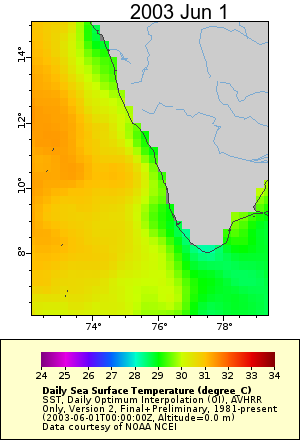 2003 Jun 1
14°
12°
10°
8°
74°
76°
78°
24 25 26 27 28 29 30 31 32 33 34
Daily Sea Surface Temperature (degree_C)
SST, Daily Optimum Interpolation (OI), AVHRR
Only, Version 2, Final+Preliminary, 1981-present
(2003-06-01T00:00:00Z, Altitude=0.0 m)
Data courtesy of NOAA NCEI